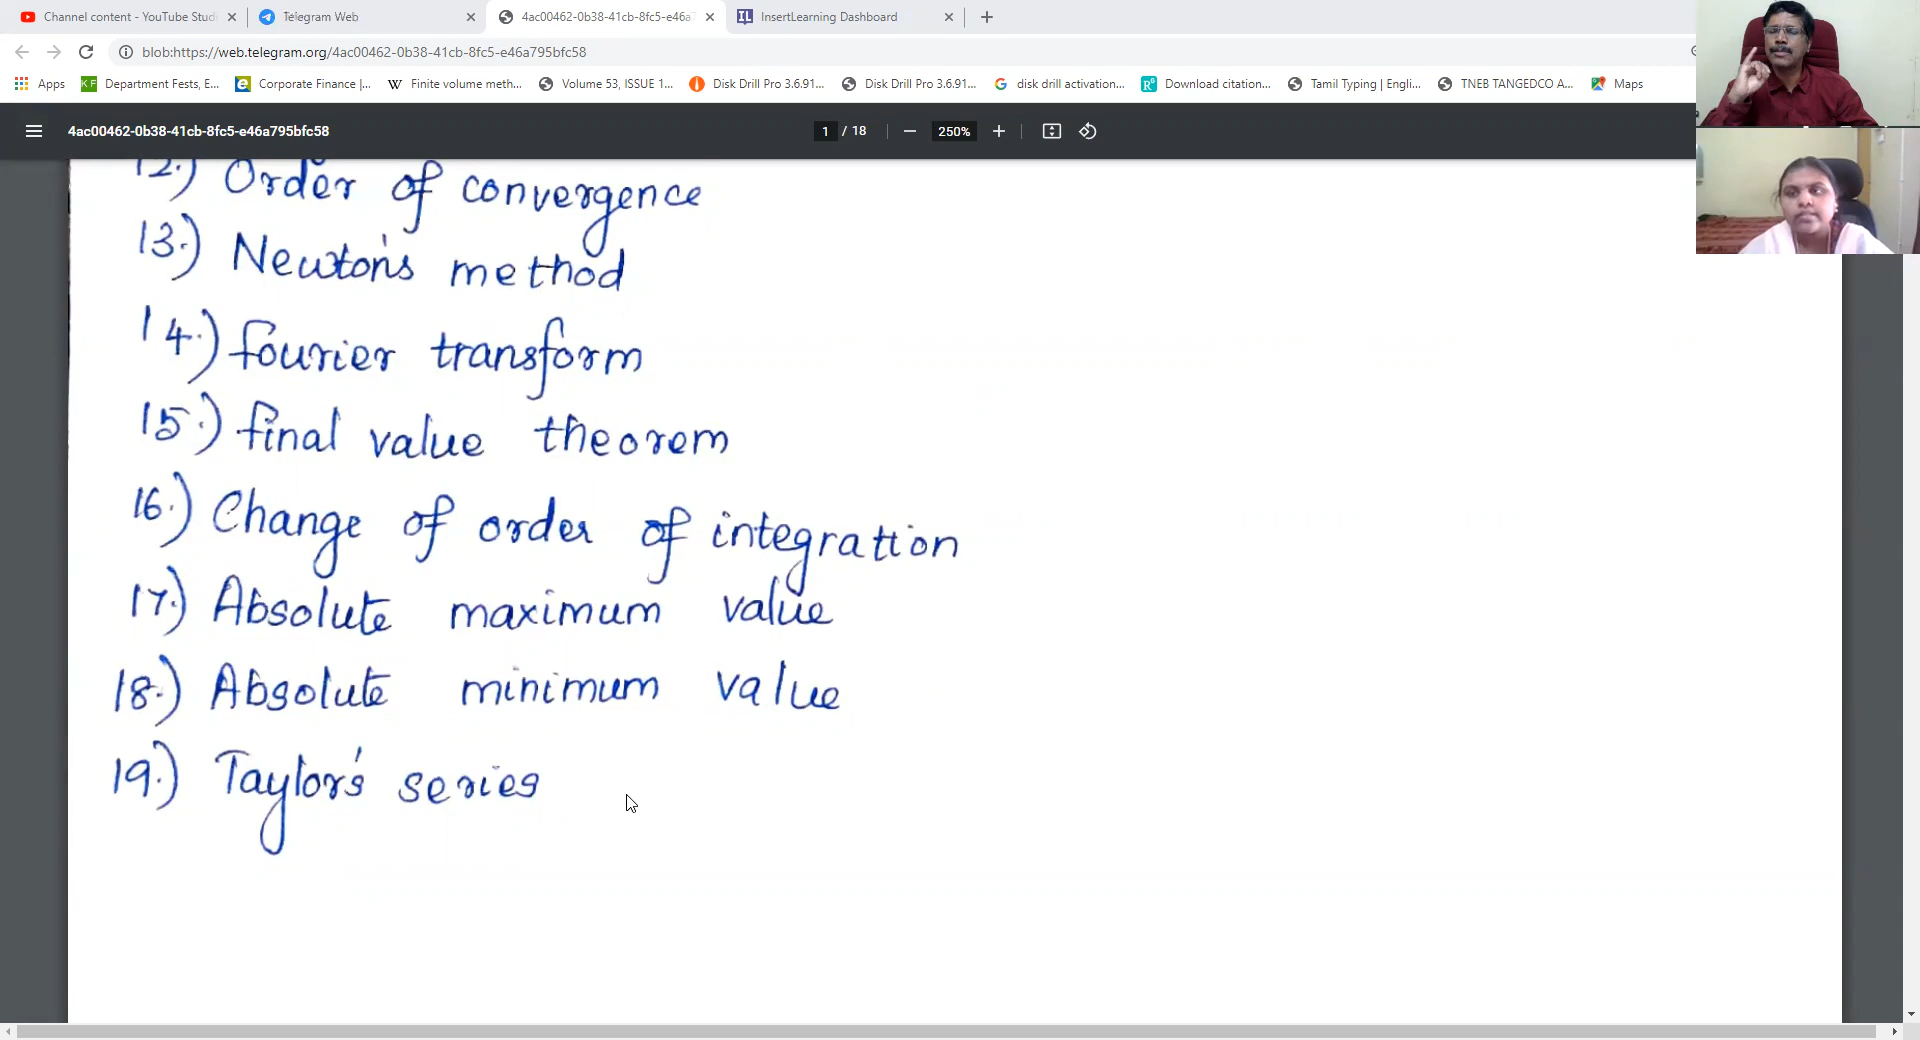 Channel content - YouTube Stud
Telegram Web
4ac00462-0b38-41cb-8fc5-e46a7
InsertLearning Dashboard
blob:https://web.telegram.org/4ac00462-0b38-41cb-8fc5-e46a795bfc58
Apps
Department Fests, E...
Corporate Finance |...
Finite volume meth...
Volume 53, ISSUE 1...
Disk Drill Pro 3.6.91...
Disk Drill Pro 3.6.91...
disk drill activation...
Download citation...
Tamil Typing | Engli...
TNEB TANGEDCO A...
Maps
4ac00462-0b38-41cb-8fc5-e46a795bfc58
1 / 18
250%
12.) Order of convergence
13.) Newton's method
14.) Fourier transform
15.) final value theorem
16.) Change of order of integration
17.) Absolute maximum value
18.) Absolute minimum value
19.) Taylor's series